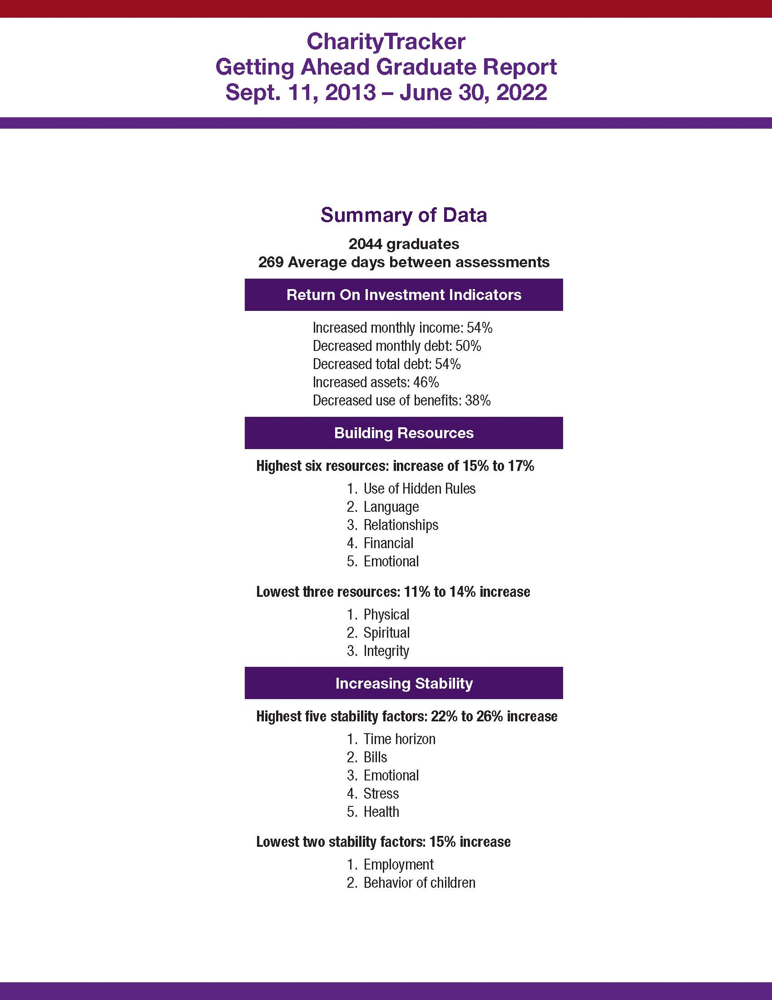 CharityTracker
Getting Ahead Graduate Report
Sept. 11, 2013 – June 30, 2022
Summary of Data
2044 graduates
269 Average days between assessments
Return On Investment Indicators
Increased monthly income: 54%
Decreased monthly debt: 50%
Decreased total debt: 54%
Increased assets: 46%
Decreased use of benefits: 38%
Building Resources
Highest six resources: increase of 15% to 17%
1. Use of Hidden Rules
2. Language
3. Relationships
4. Financial
5. Emotional
Lowest three resources: 11% to 14% increase
1. Physical
2. Spiritual
3. Integrity
Increasing Stability
Highest five stability factors: 22% to 26% increase
1. Time horizon
2. Bills
3. Emotional
4. Stress
5. Health
Lowest two stability factors: 15% increase
1. Employment
2. Behavior of children